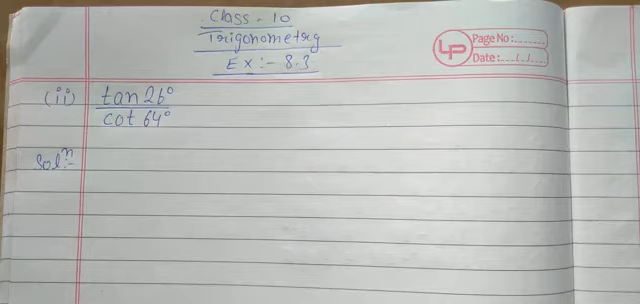 Class - 10
Trigonometry
Ex :- 8.3
LP
Page No:.......
Date:..../..../....
(ii) tan 26°
cot 64°
Solⁿ:-